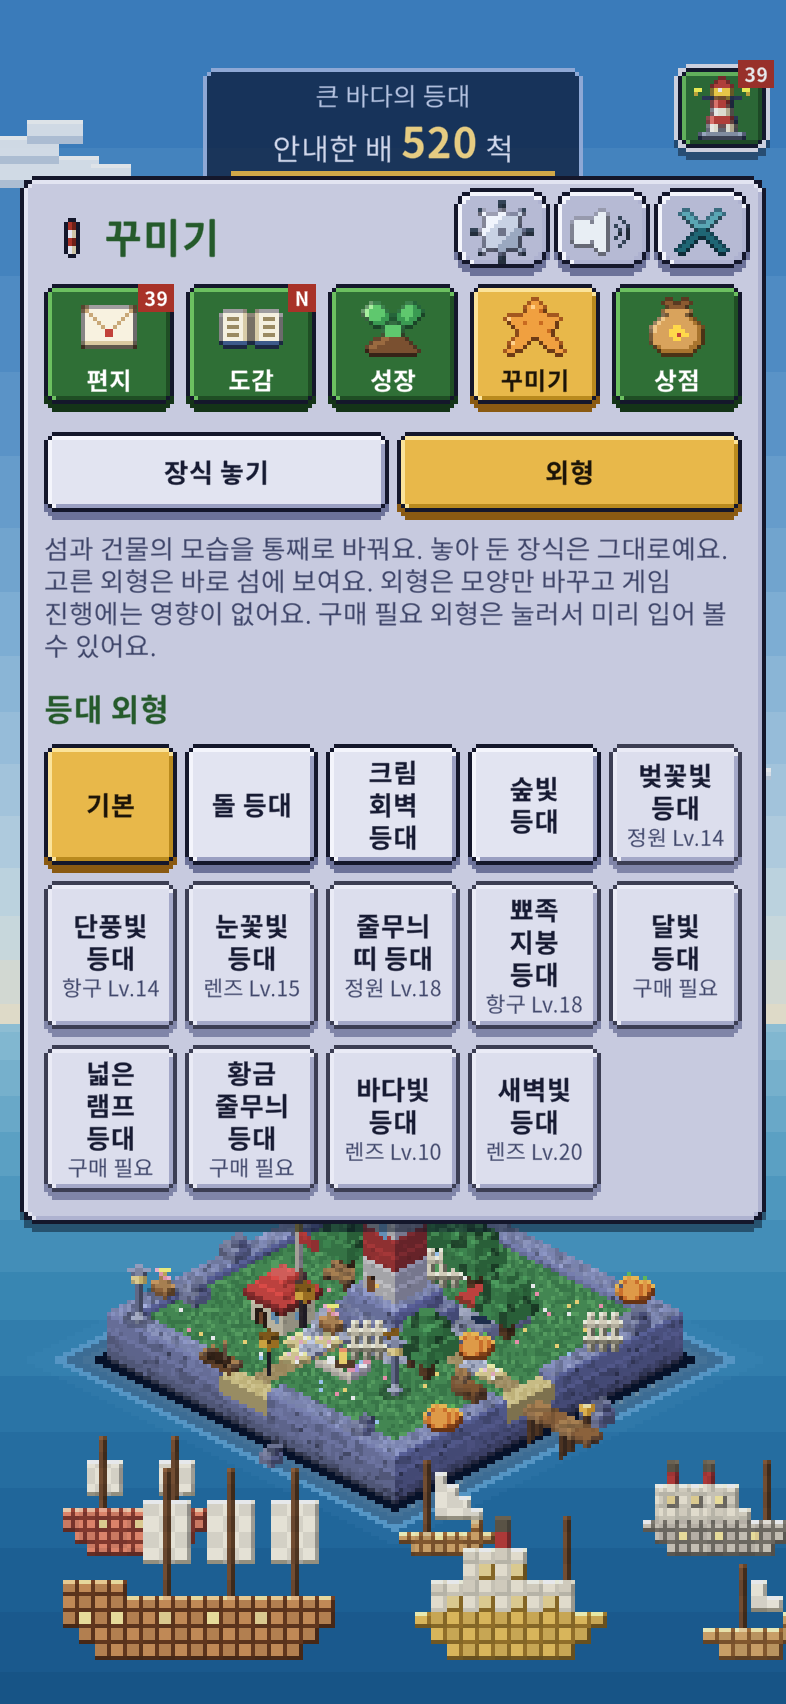 큰 바다의 등대
안내한 배 520 척
39
꾸미기
39
N
편지
도감
성장
꾸미기
상점
장식 놓기
외형
섬과 건물의 모습을 통째로 바꿔요. 놓아 둔 장식은 그대로예요.
고른 외형은 바로 섬에 보여요. 외형은 모양만 바꾸고 게임
진행에는 영향이 없어요. 구매 필요 외형은 눌러서 미리 입어 볼
수 있어요.
등대 외형
기본
돌 등대
크림
회벽
등대
숲빛
등대
벚꽃빛
등대
정원 Lv.14
단풍빛
등대
항구 Lv.14
눈꽃빛
등대
렌즈 Lv.15
줄무늬
띠 등대
정원 Lv.18
뾰족
지붕
등대
항구 Lv.18
달빛
등대
구매 필요
넓은
램프
등대
구매 필요
황금
줄무늬
등대
구매 필요
바다빛
등대
렌즈 Lv.10
새벽빛
등대
렌즈 Lv.20